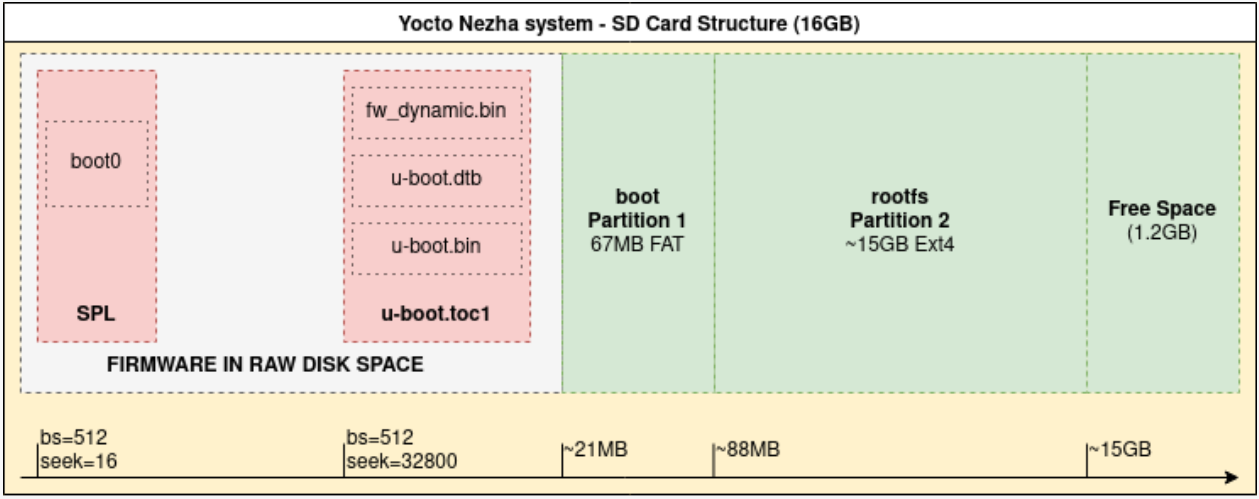 Yocto Nezha system - SD Card Structure (16GB)
boot0
SPL
fw_dynamic.bin
u-boot.dtb
u-boot.bin
u-boot.toc1
FIRMWARE IN RAW DISK SPACE
boot
Partition 1
67MB FAT
rootfs
Partition 2
~15GB Ext4
Free Space
(1.2GB)
bs=512
seek=16
bs=512
seek=32800
~21MB
~88MB
~15GB